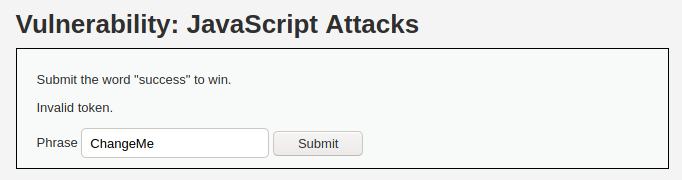 Vulnerability: JavaScript Attacks
Submit the word "success" to win.
Invalid token.
Phrase ChangeMe Submit